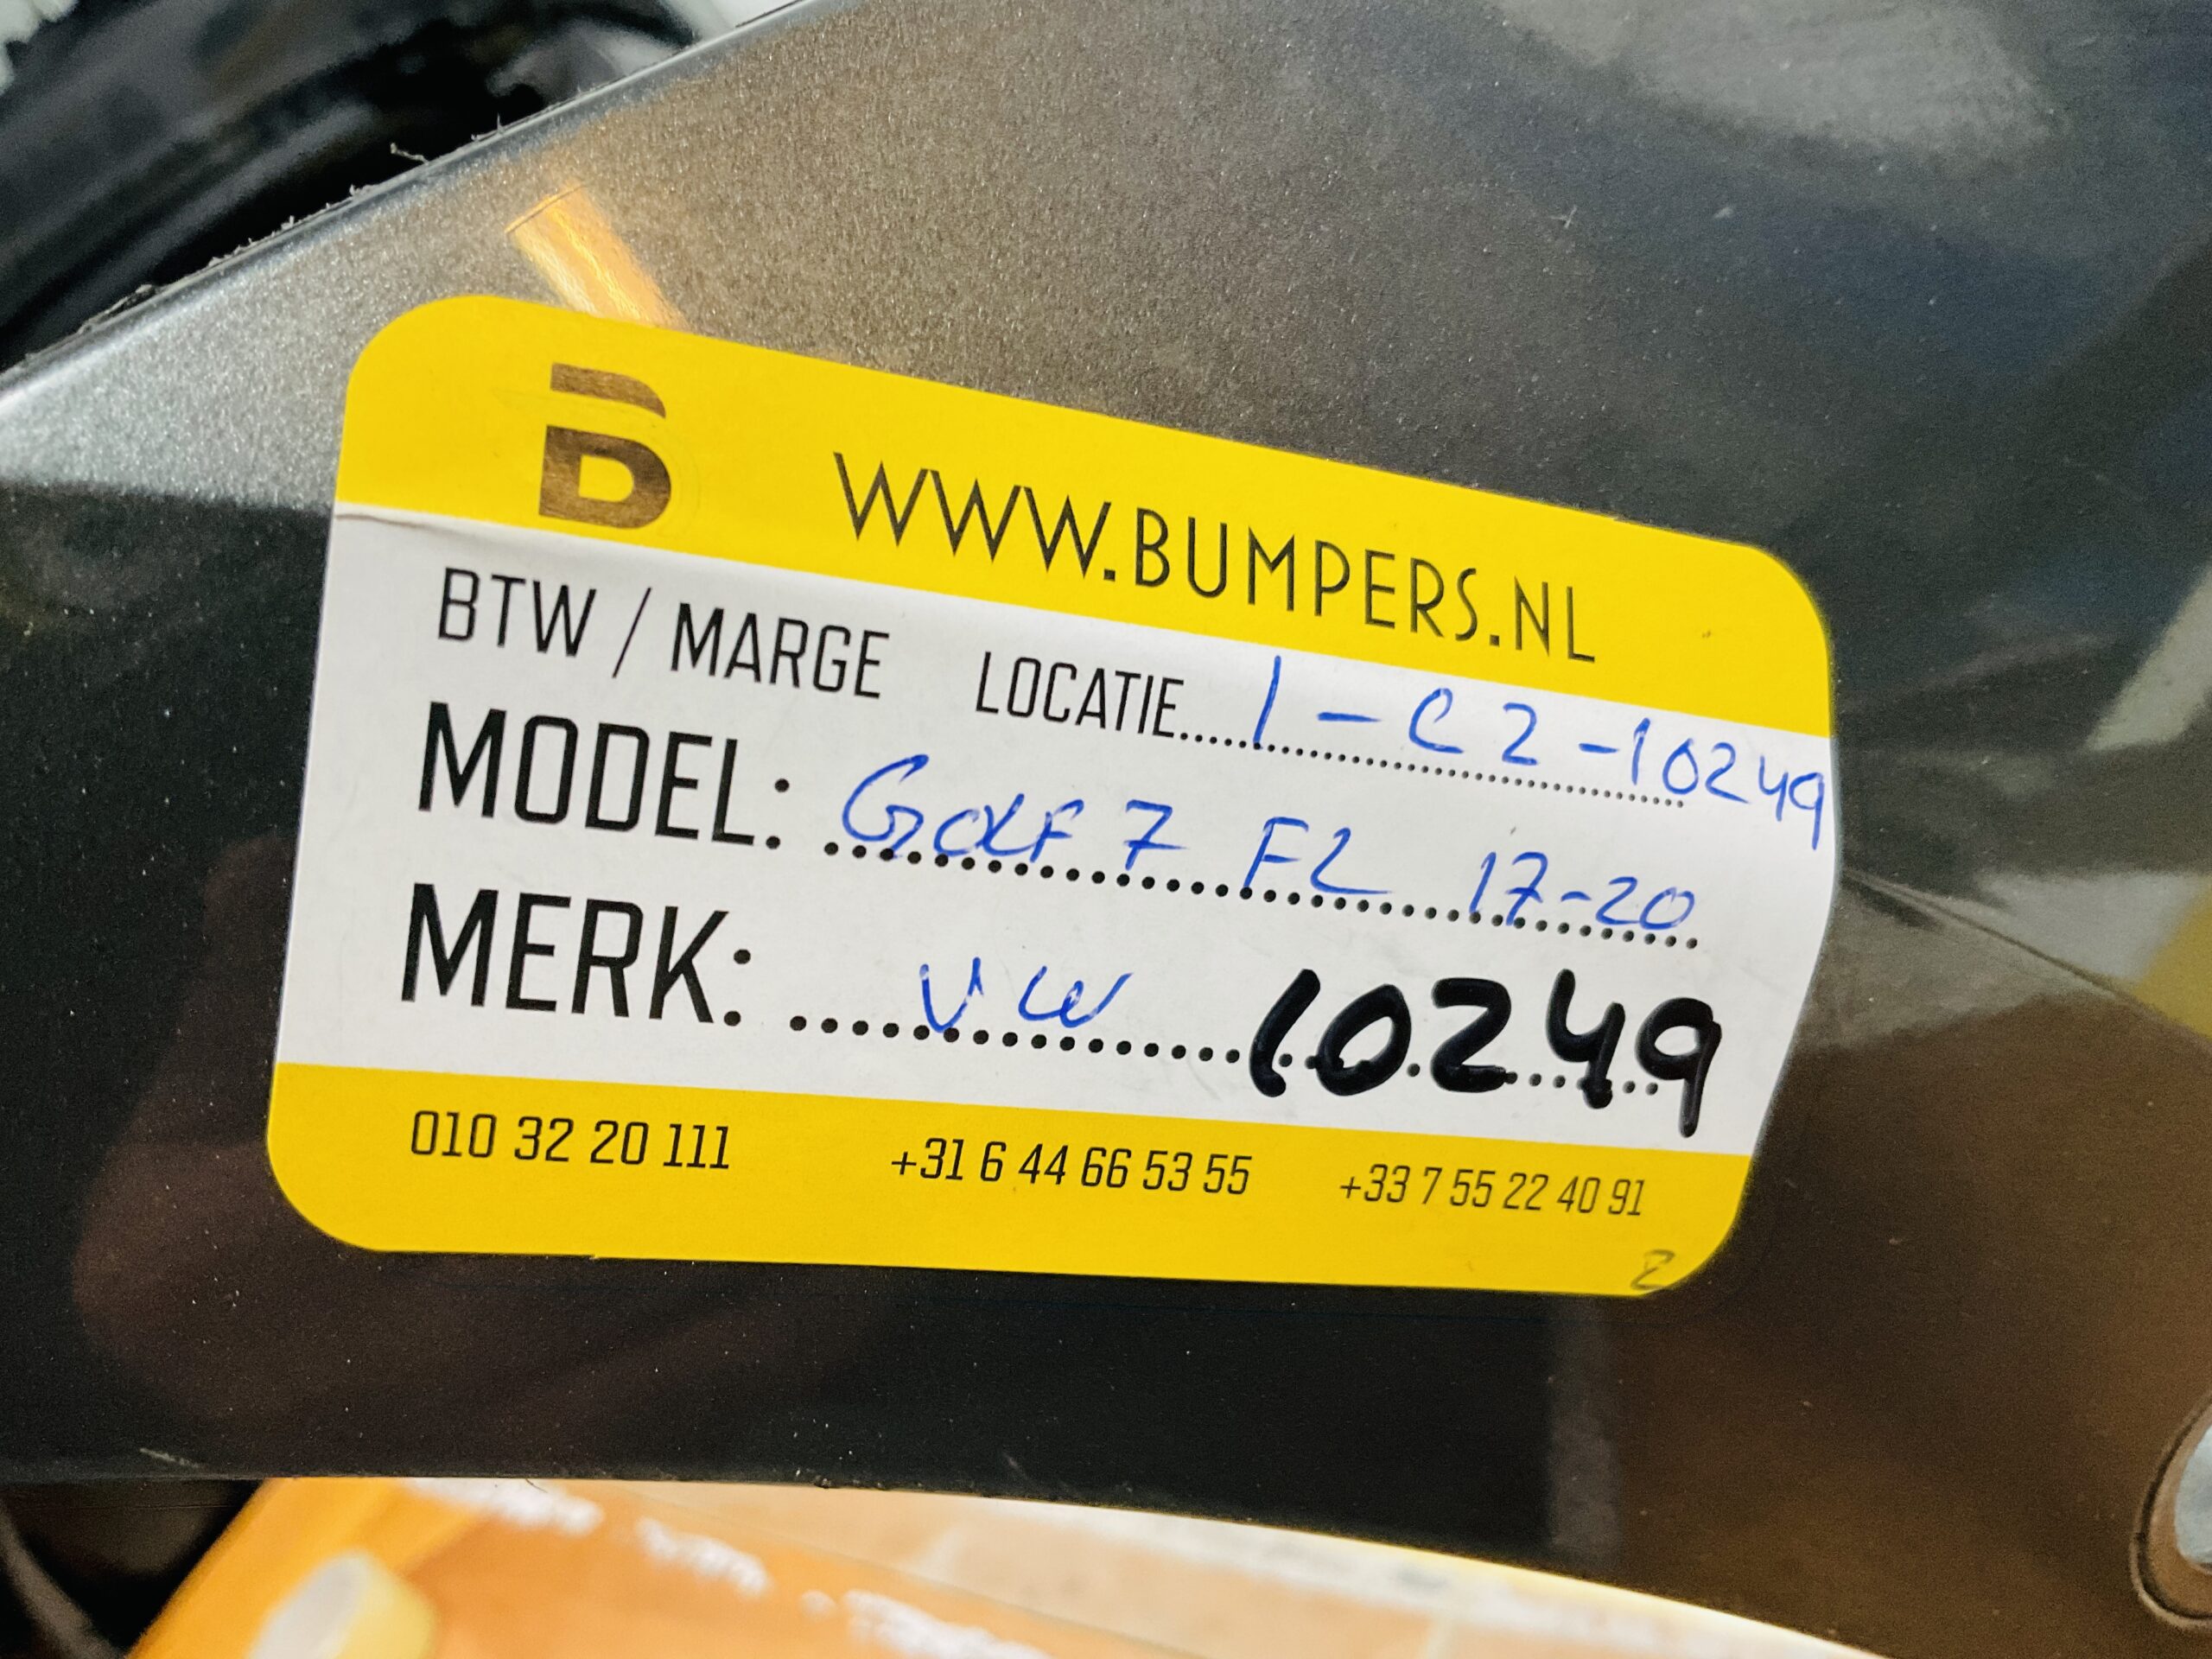 WWW.BUMPERS.NL
BTW / MARGE LOCATIE...... 1-C2-10249
MODEL: Golf 7 FL 17-20
MERK: VW 10249
010 32 20 111 +31 6 44 66 53 55 +33 7 55 22 40 91
2